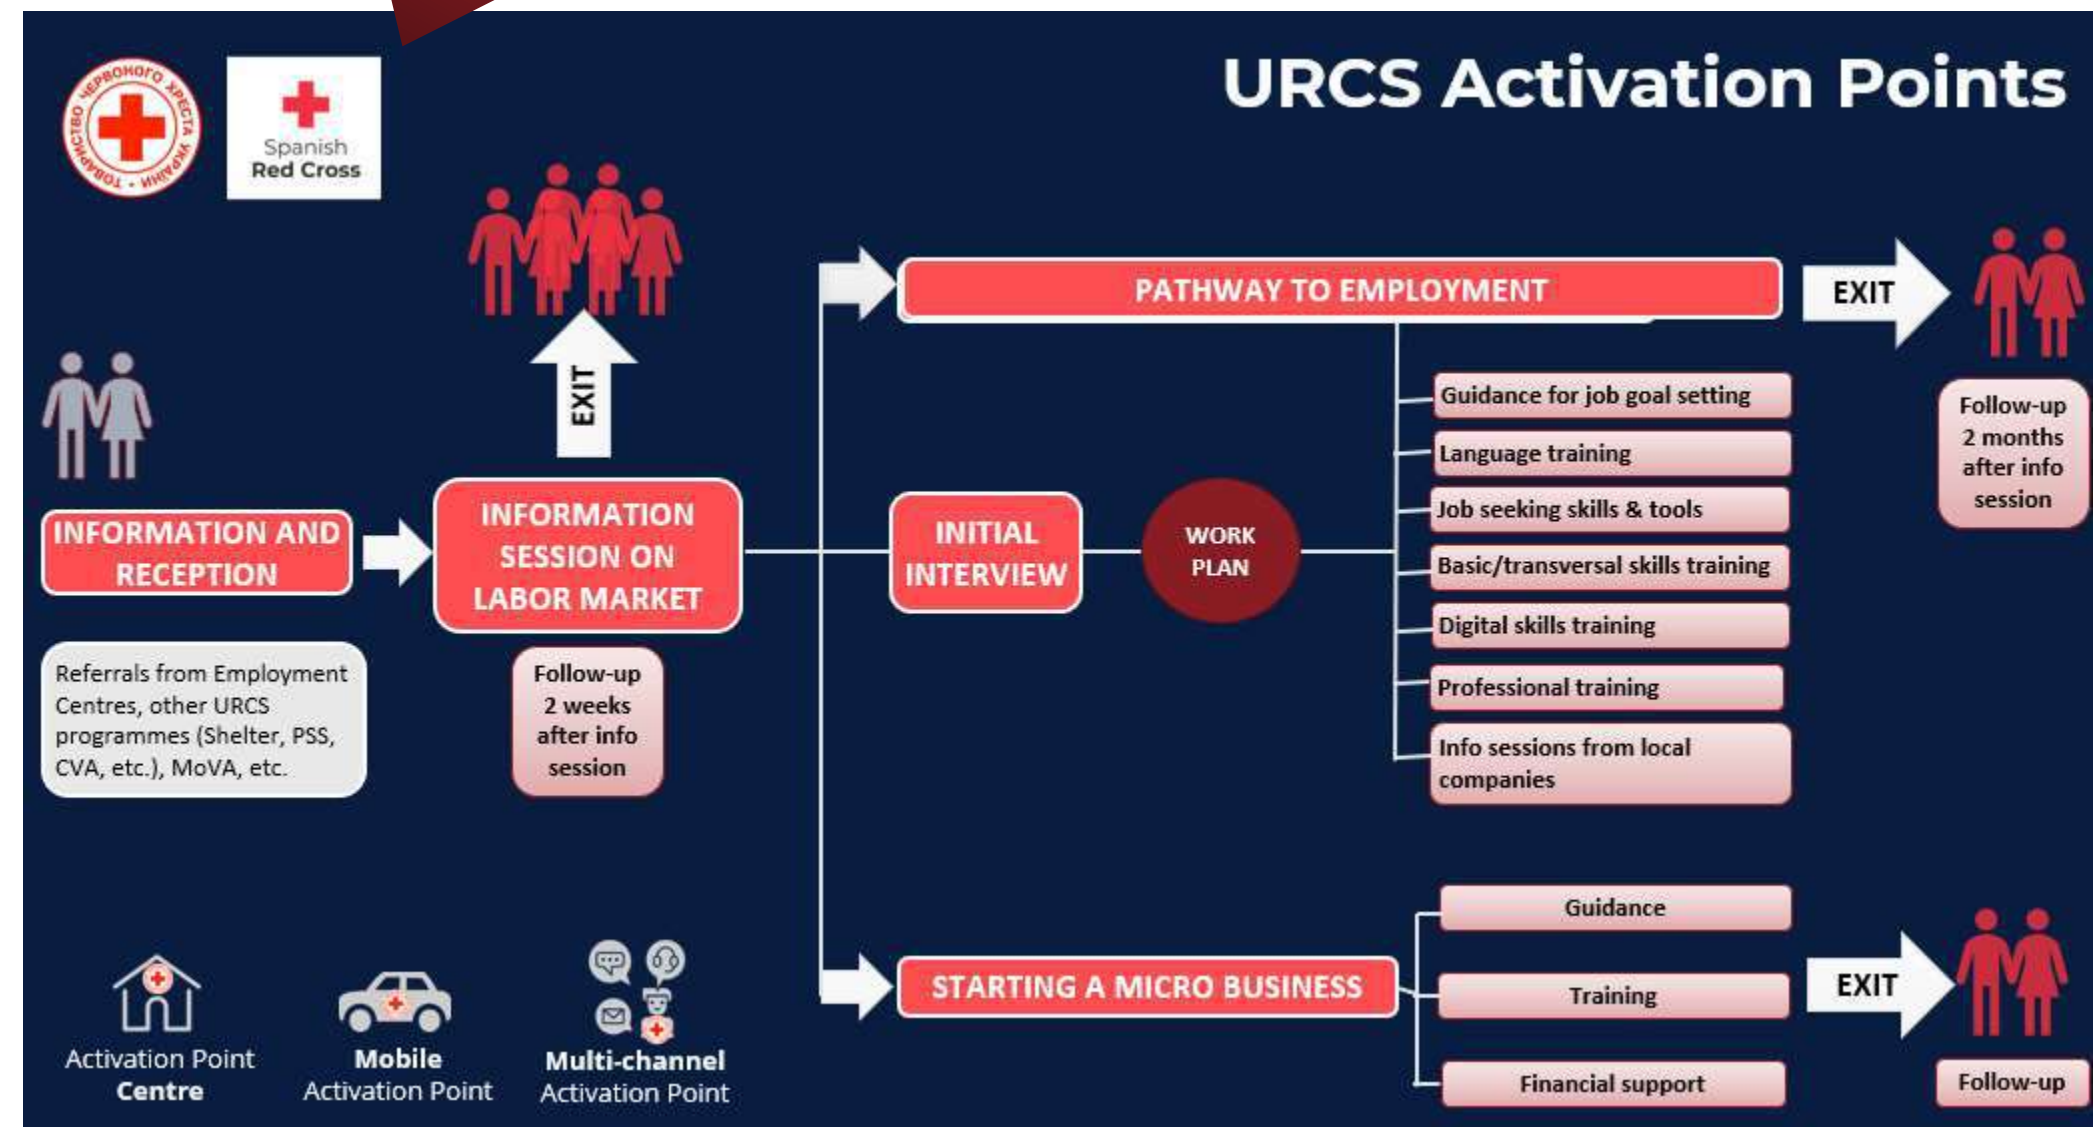 URCS Activation Points
ТОВАРИСТВО ЧЕРВОНОГО ХРЕСТА УКРАЇНИ
Spanish
Red Cross
EXIT
INFORMATION AND
RECEPTION
Referrals from Employment
Centres, other URCS
programmes (Shelter, PSS,
CVA, etc.), MoVA, etc.
INFORMATION
SESSION ON
LABOR MARKET
Follow-up
2 weeks
after info
session
INITIAL
INTERVIEW
WORK
PLAN
PATHWAY TO EMPLOYMENT
Guidance for job goal setting
Language training
Job seeking skills & tools
Basic/transversal skills training
Digital skills training
Professional training
Info sessions from local
companies
EXIT
Follow-up
2 months
after info
session
STARTING A MICRO BUSINESS
Guidance
Training
Financial support
EXIT
Follow-up
Activation Point
Centre
Mobile
Activation Point
Multi-channel
Activation Point